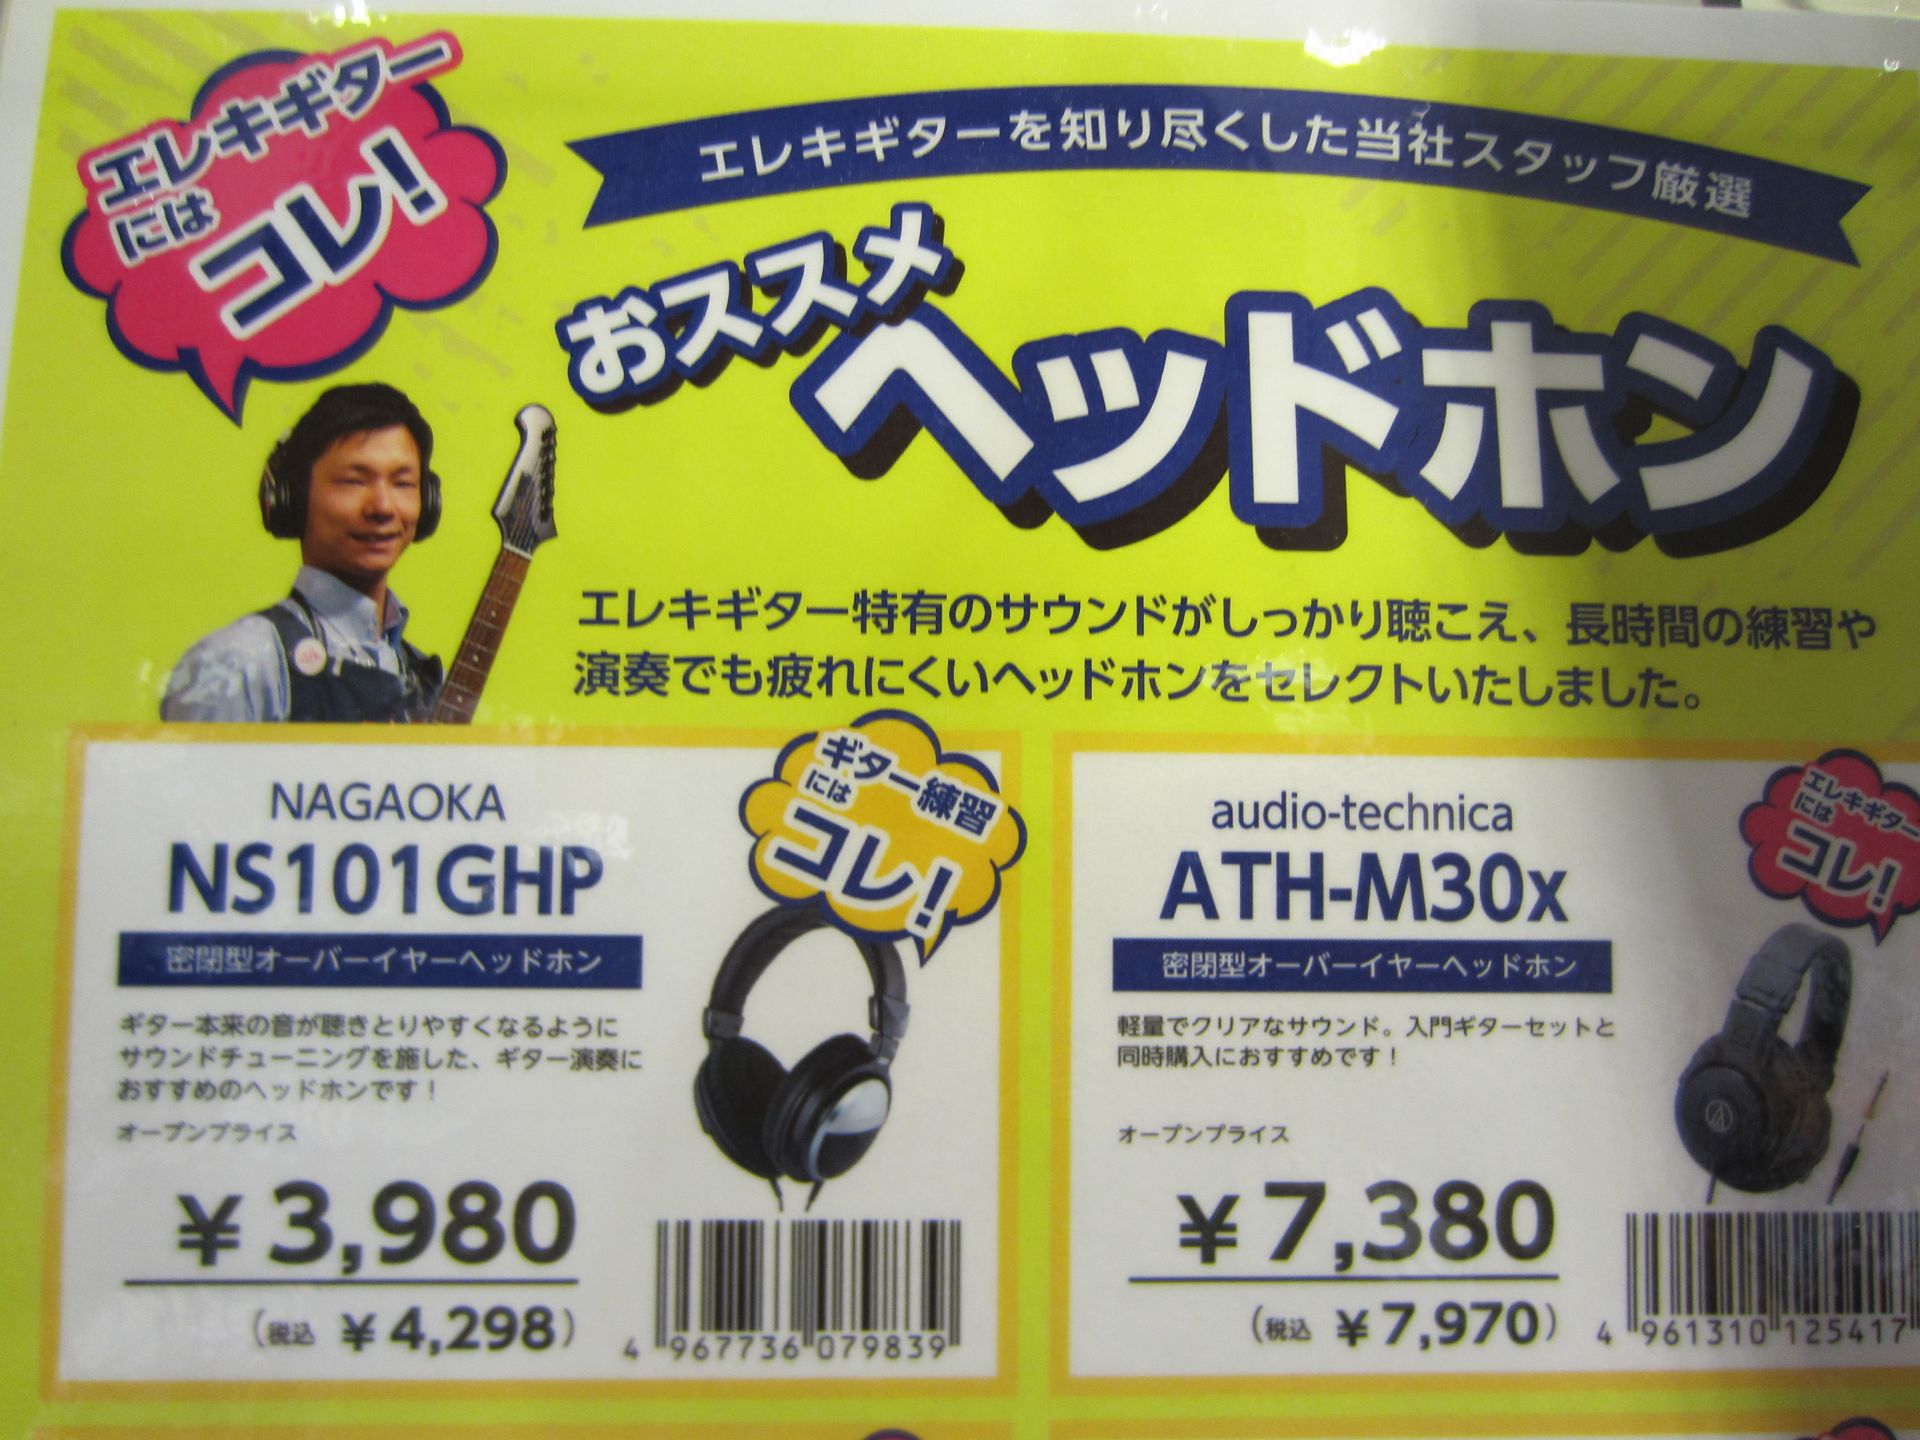 エレキギター
には
コレ!
エレキギターを知り尽くした当社スタッフ厳選
おススメ
ヘッドホン
エレキギター特有のサウンドがしっかり聴こえ、長時間の練習や
演奏でも疲れにくいヘッドホンをセレクトいたしました。
NAGAOKA
NS101GHP
密閉型オーバーイヤーヘッドホン
ギター練習
には
コレ!
ギター本来の音が聴きとりやすくなるように
サウンドチューニングを施した、ギター演奏に
おすすめのヘッドホンです!
オープンプライス
¥3,980
(税込 ¥4,298)
4 967736 079839
audio-technica
ATH-M30x
密閉型オーバーイヤーヘッドホン
エレキギター
には
コレ!
軽量でクリアなサウンド。入門ギターセットと
同時購入におすすめです!
オープンプライス
¥7,380
(税込 ¥7,970)
4 961310 125417